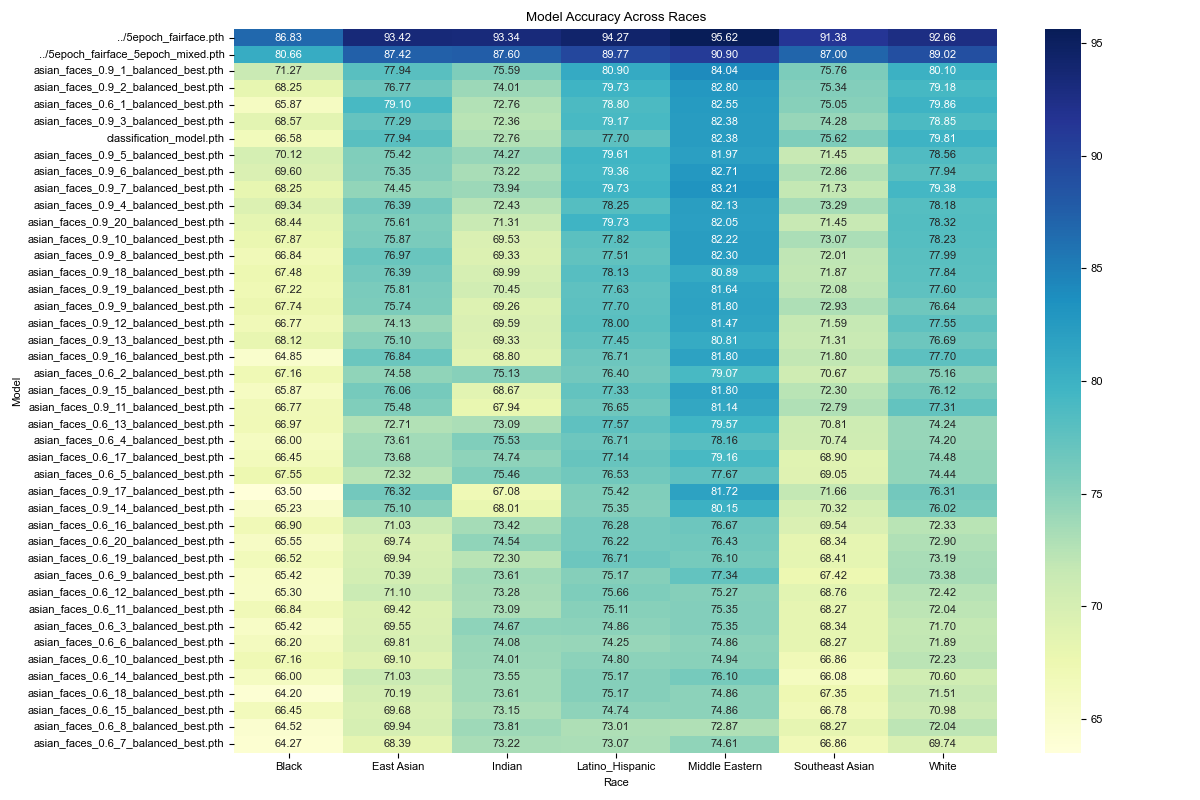 Model Accuracy Across Races
../5epoch_fairface.pth 86.83 93.42 93.34 94.27 95.62 91.38 92.66
../5epoch_fairface_5epoch_mixed.pth 80.66 87.42 87.60 89.77 90.90 87.00 89.02
asian_faces_0.9_1_balanced_best.pth 71.27 77.94 75.59 80.90 84.04 75.76 80.10
asian_faces_0.9_2_balanced_best.pth 68.25 76.77 74.01 79.73 82.80 75.34 79.18
asian_faces_0.6_1_balanced_best.pth 65.87 79.10 72.76 78.80 82.55 75.05 79.86
asian_faces_0.9_3_balanced_best.pth 68.57 77.29 72.36 79.17 82.38 74.28 78.85
classification_model.pth 66.58 77.94 72.76 77.70 82.38 75.62 79.81
asian_faces_0.9_5_balanced_best.pth 70.12 75.42 74.27 79.61 81.97 71.45 78.56
asian_faces_0.9_6_balanced_best.pth 69.60 75.35 73.22 79.36 82.71 72.86 77.94
asian_faces_0.9_7_balanced_best.pth 68.25 74.45 73.94 79.73 83.21 71.73 79.38
asian_faces_0.9_4_balanced_best.pth 69.34 76.39 72.43 78.25 82.13 73.29 78.18
asian_faces_0.9_20_balanced_best.pth 68.44 75.61 71.31 79.73 82.05 71.45 78.32
asian_faces_0.9_10_balanced_best.pth 67.87 75.87 69.53 77.82 82.22 73.07 78.23
asian_faces_0.9_8_balanced_best.pth 66.84 76.97 69.33 77.51 82.30 72.01 77.99
asian_faces_0.9_18_balanced_best.pth 67.48 76.39 69.99 78.13 80.89 71.87 77.84
asian_faces_0.9_19_balanced_best.pth 67.22 75.81 70.45 77.63 81.64 72.08 77.60
asian_faces_0.9_9_balanced_best.pth 67.74 75.74 69.26 77.70 81.80 72.93 76.64
asian_faces_0.9_12_balanced_best.pth 66.77 74.13 69.59 78.00 81.47 71.59 77.55
asian_faces_0.9_13_balanced_best.pth 68.12 75.10 69.33 77.45 80.81 71.31 76.69
asian_faces_0.9_16_balanced_best.pth 64.85 76.84 68.80 76.71 81.80 71.80 77.70
asian_faces_0.6_2_balanced_best.pth 67.16 74.58 75.13 76.40 79.07 70.67 75.16
asian_faces_0.9_15_balanced_best.pth 65.87 76.06 68.67 77.33 81.80 72.30 76.12
asian_faces_0.9_11_balanced_best.pth 66.77 75.48 67.94 76.65 81.14 72.79 77.31
asian_faces_0.6_13_balanced_best.pth 66.97 72.71 73.09 77.57 79.57 70.81 74.24
asian_faces_0.6_4_balanced_best.pth 66.00 73.61 75.53 76.71 78.16 70.74 74.20
asian_faces_0.6_17_balanced_best.pth 66.45 73.68 74.74 77.14 79.16 68.90 74.48
asian_faces_0.6_5_balanced_best.pth 67.55 72.32 75.46 76.53 77.67 69.05 74.44
asian_faces_0.9_17_balanced_best.pth 63.50 76.32 67.08 75.42 81.72 71.66 76.31
asian_faces_0.9_14_balanced_best.pth 65.23 75.10 68.01 75.35 80.15 70.32 76.02
asian_faces_0.6_16_balanced_best.pth 66.90 71.03 73.42 76.28 76.67 69.54 72.33
asian_faces_0.6_20_balanced_best.pth 65.55 69.74 74.54 76.22 76.43 68.34 72.90
asian_faces_0.6_19_balanced_best.pth 66.52 69.94 72.30 76.71 76.10 68.41 73.19
asian_faces_0.6_9_balanced_best.pth 65.42 70.39 73.61 75.17 77.34 67.42 73.38
asian_faces_0.6_12_balanced_best.pth 65.30 71.10 73.28 75.66 75.27 68.76 72.42
asian_faces_0.6_11_balanced_best.pth 66.84 69.42 73.09 75.11 75.35 68.27 72.04
asian_faces_0.6_3_balanced_best.pth 65.42 69.55 74.67 74.86 75.35 68.34 71.70
asian_faces_0.6_6_balanced_best.pth 66.20 69.81 74.08 74.25 74.86 68.27 71.89
asian_faces_0.6_10_balanced_best.pth 67.16 69.10 74.01 74.80 74.94 66.86 72.23
asian_faces_0.6_14_balanced_best.pth 66.00 71.03 73.55 75.17 76.10 66.08 70.60
asian_faces_0.6_18_balanced_best.pth 64.20 70.19 73.61 75.17 74.86 67.35 71.51
asian_faces_0.6_15_balanced_best.pth 66.45 69.68 73.15 74.74 74.86 66.78 70.98
asian_faces_0.6_8_balanced_best.pth 64.52 69.94 73.81 73.01 72.87 68.27 72.04
asian_faces_0.6_7_balanced_best.pth 64.27 68.39 73.22 73.07 74.61 66.86 69.74
Black East Asian Indian Latino_Hispanic Middle Eastern Southeast Asian White
Race
Model
95
90
85
80
75
70
65